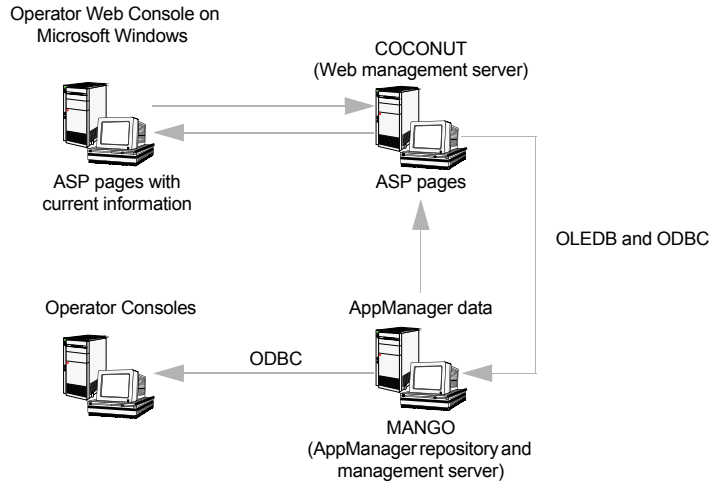 Operator Web Console on
Microsoft Windows
COCONUT
(Web management server)
ASP pages with
current information
ASP pages
OLEDB and ODBC
Operator Consoles
AppManager data
ODBC
MANGO
(AppManager repository and
management server)